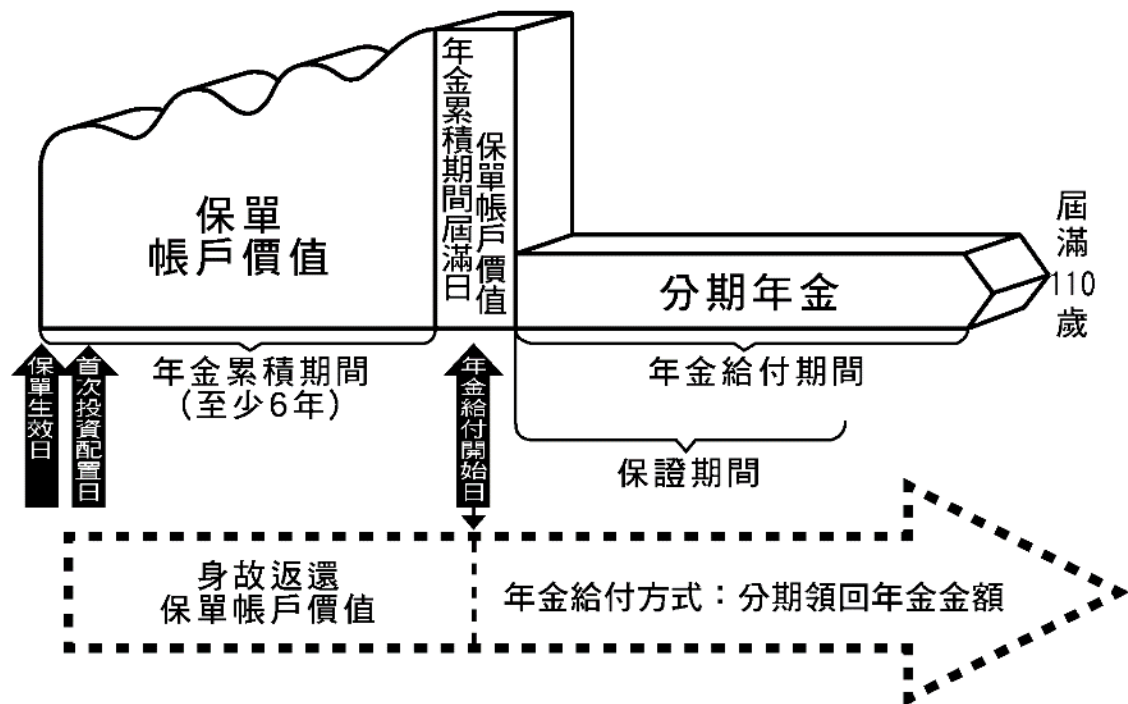 保單
帳戶價值
年金累積期間屆滿日
保單帳戶價值
分期年金
屆滿110歲
保單生效日
首次投資配置日
年金累積期間
(至少6年)
年金給付開始日
年金給付期間
保證期間
身故返還
保單帳戶價值
年金給付方式：分期領回年金金額